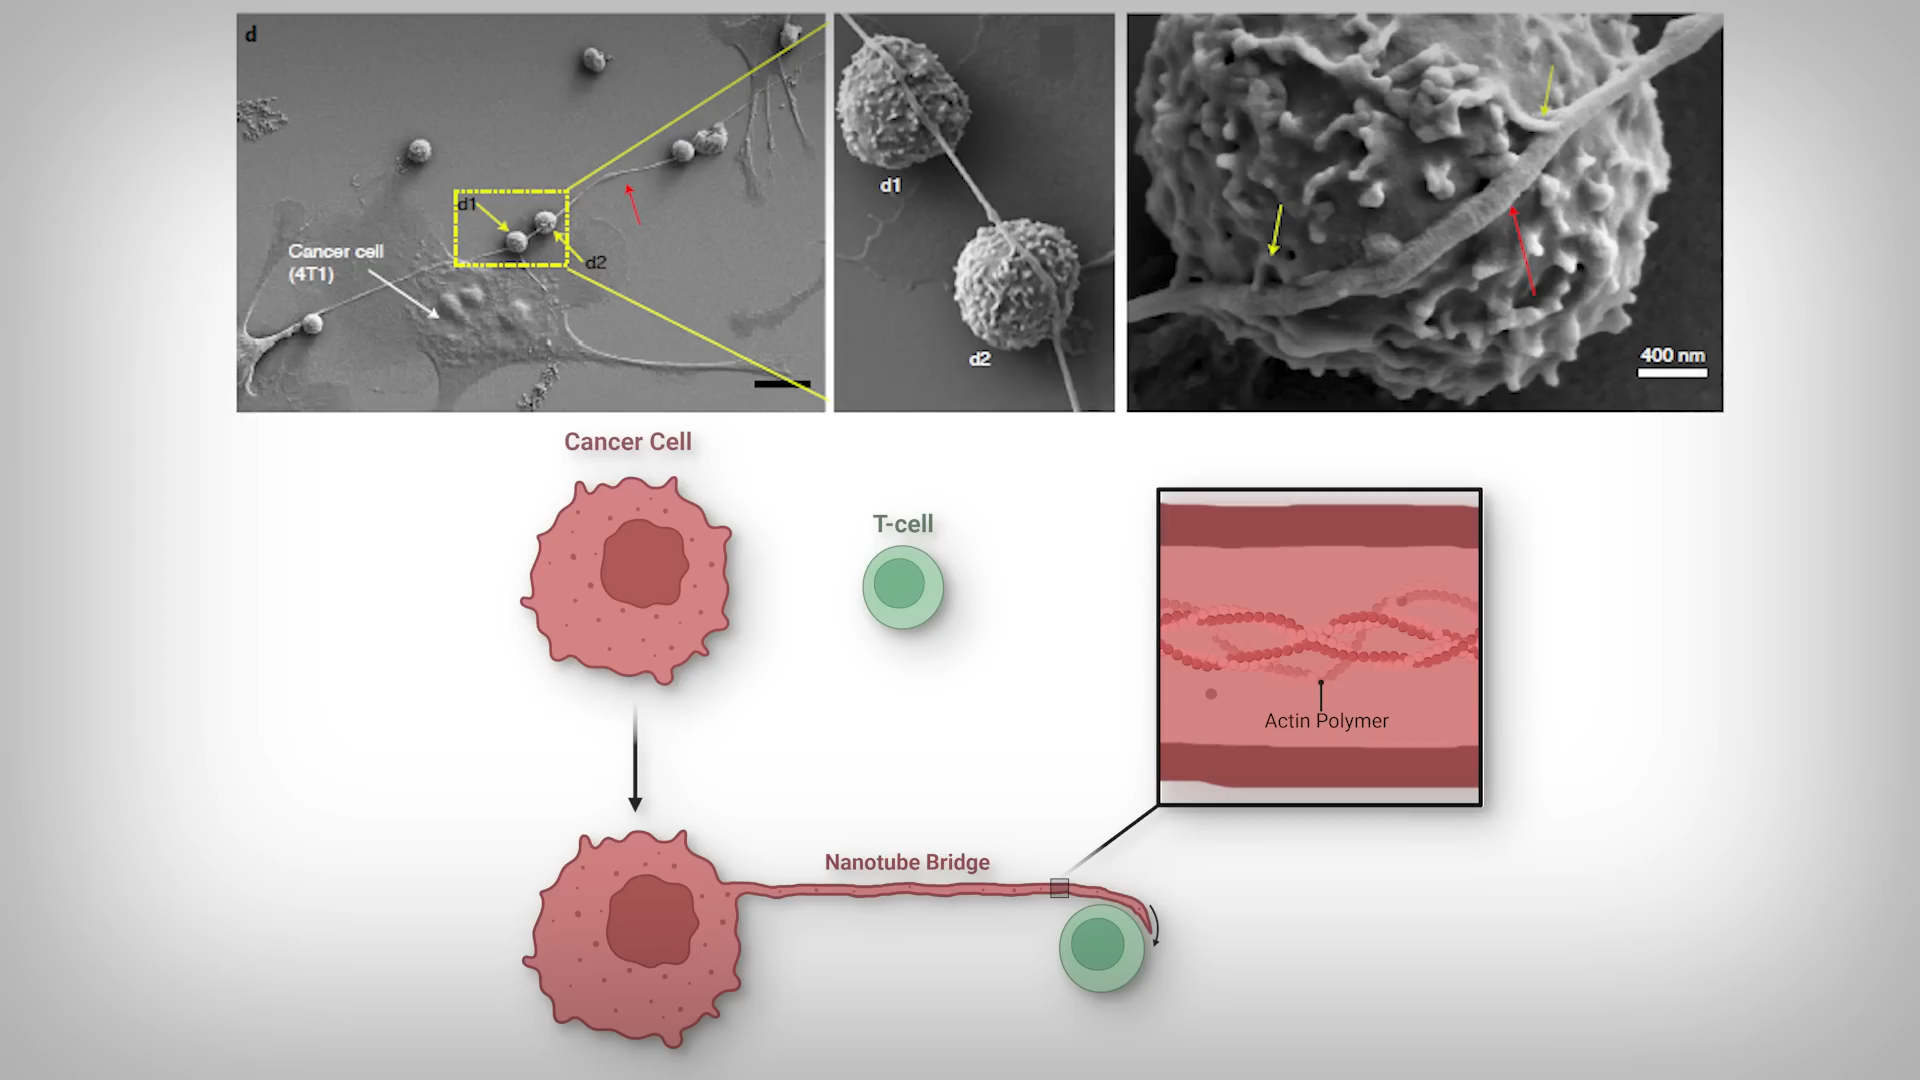 d
d1
d2
Cancer cell
(4T1)
d1
d2
400 nm
Cancer Cell
T-cell
Actin Polymer
Nanotube Bridge